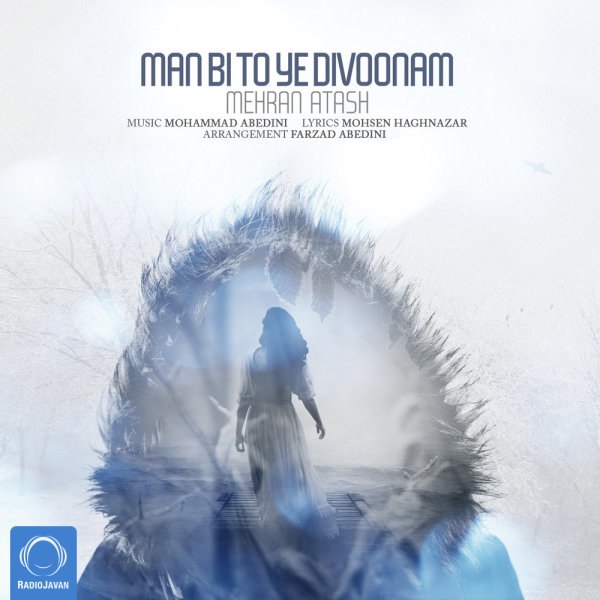 MAN BI TO YE DIVOONAM
MEHRAN ATASH
MUSIC MOHAMMAD ABEDINI LYRICS MOHSEN HAGHNAZAR
ARRANGEMENT FARZAD ABEDINI
RADIOJAVAN